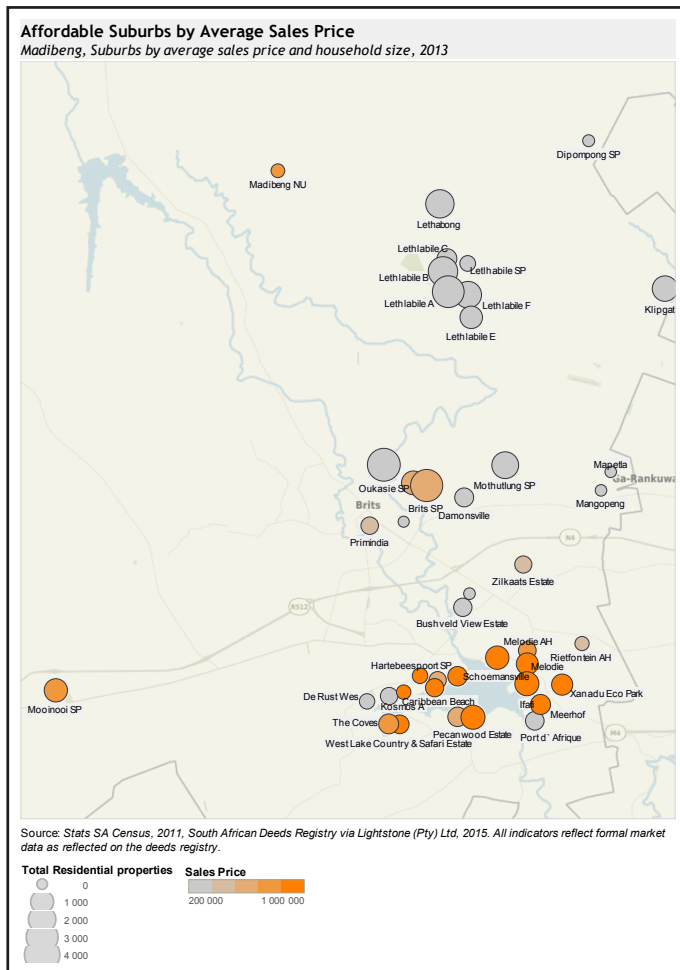 Affordable Suburbs by Average Sales Price
Madibeng, Suburbs by average sales price and household size, 2013
Dipompong SP
Madibeng NU
Lethabong
Lethlabile C
Letlhabile SP
Lethlabile B
Lethlabile A
Lethlabile F
Klipgat
Lethlabile E
Mapetla
Ga-Rankuwa
Oukasie SP
Mothutlung SP
Mangopeng
Brits
Brits SP
Damonsville
Primindia
N4
Zilkaats Estate
R512
Bushveld View Estate
Melodie AH
Rietfontein AH
Hartebeespoort SP
Melodie
Schoemansville
Mooinooi SP
De Rust Wes
Kosmos A
Caribbean Beach
Ifafi
Xanadu Eco Park
Meerhof
The Coves
Pecanwood Estate
Port d` Afrique
West Lake Country & Safari Estate
N4
Source: Stats SA Census, 2011, South African Deeds Registry via Lightstone (Pty) Ltd, 2015. All indicators reflect formal market
data as reflected on the deeds registry.
Total Residential properties
0
1 000
2 000
3 000
4 000
Sales Price
200 000
1 000 000